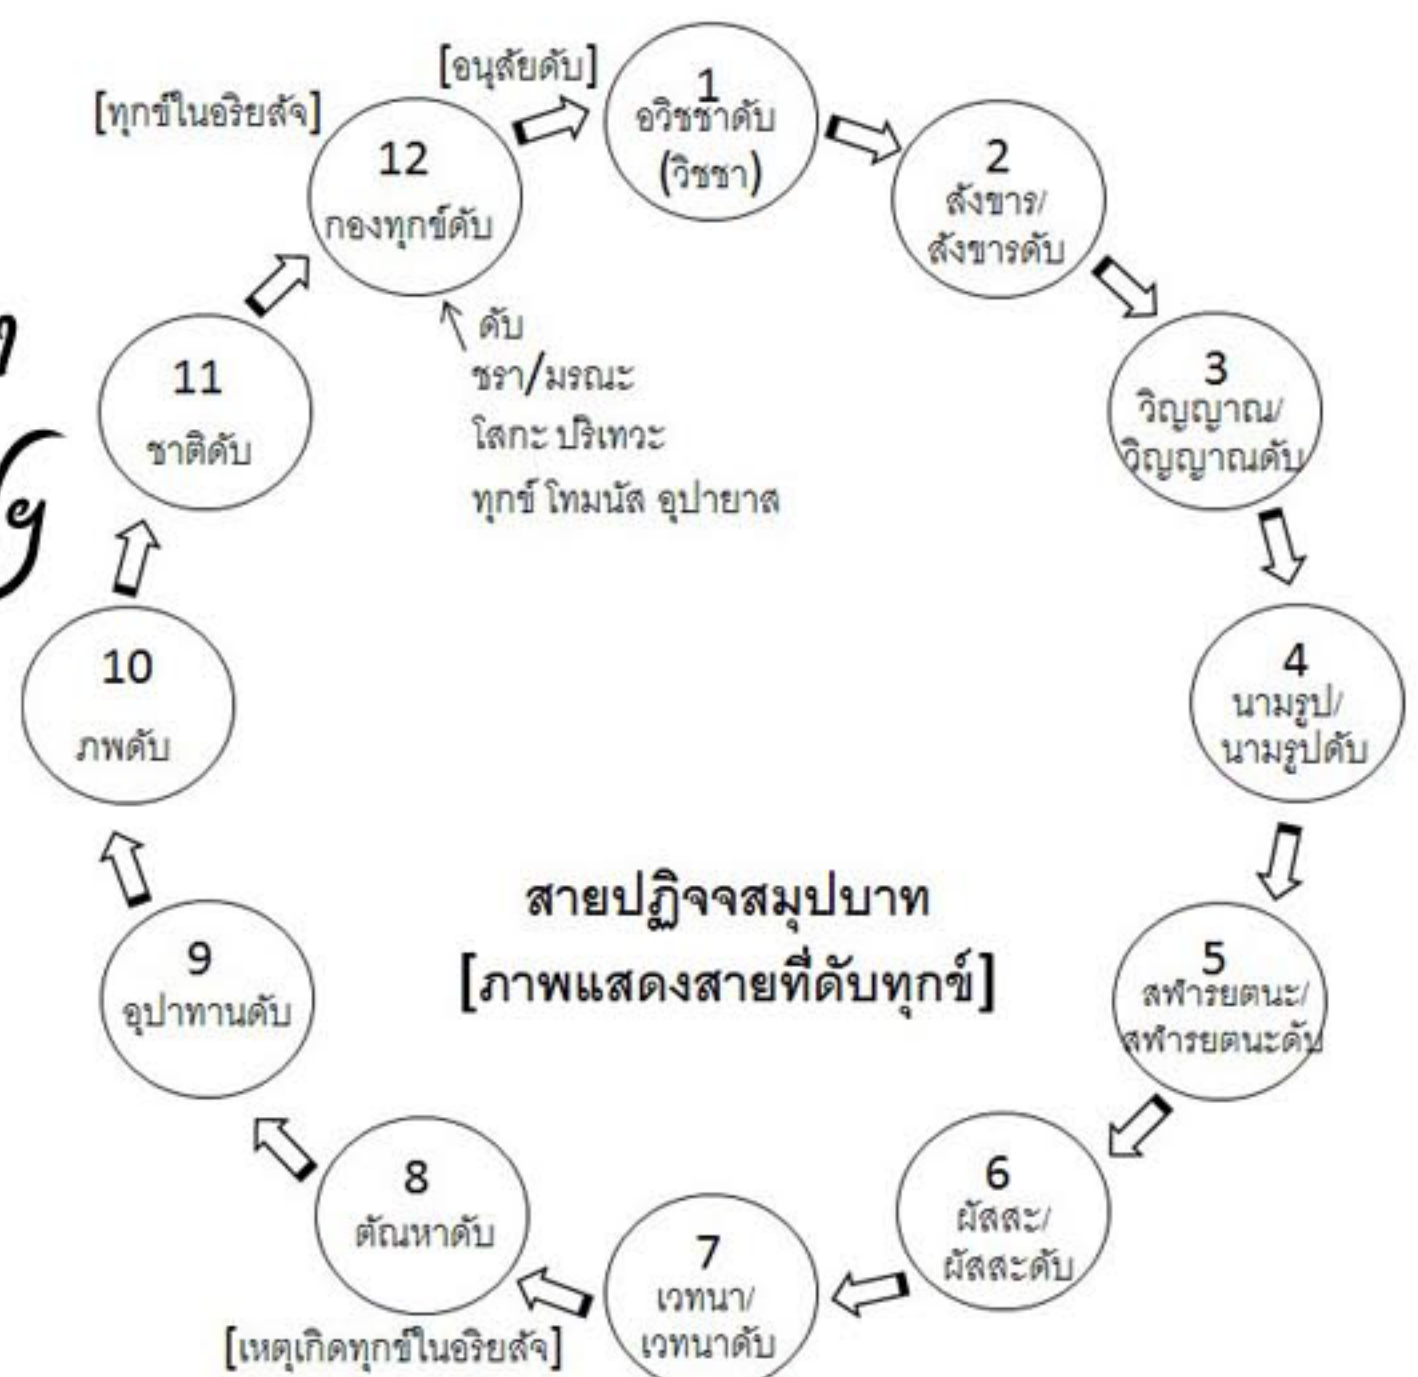 [อนุสัยดับ]
1
อวิชชาดับ
(วิชชา)
2
สังขาร/
สังขารดับ
3
วิญญาณ/
วิญญาณดับ
4
นามรูป/
นามรูปดับ
5
สฬารยตนะ/
สฬารยตนะดับ
6
ผัสสะ/
ผัสสะดับ
7
เวทนา/
เวทนาดับ
8
ตัณหาดับ
[เหตุเกิดทุกข์ในอริยสัจ]
9
อุปาทานดับ
10
ภพดับ
11
ชาติดับ
[ทุกข์ในอริยสัจ]
12
กองทุกข์ดับ
ดับ
ชรา/มรณะ
โสกะ ปริเทวะ
ทุกข์ โทมนัส อุปายาส
สายปฏิจจสมุปบาท
[ภาพแสดงสายที่ดับทุกข์]